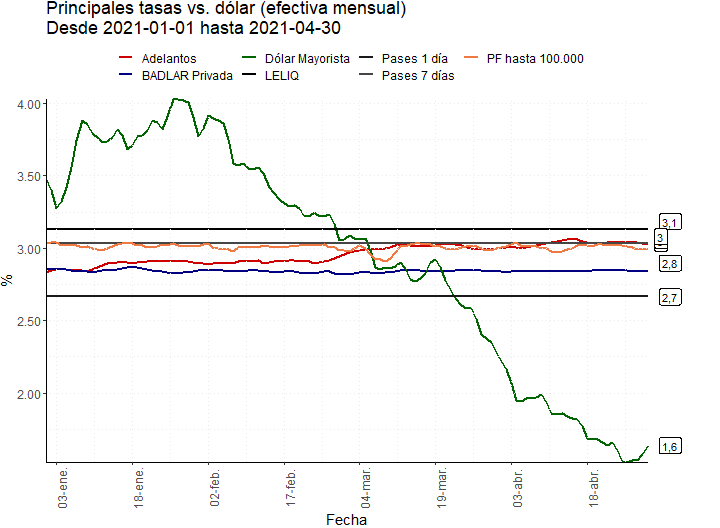 Principales tasas vs. dólar (efectiva mensual)
Desde 2021-01-01 hasta 2021-04-30
Adelantos Dólar Mayorista Pases 1 día PF hasta 100.000
BADLAR Privada LELIQ Pases 7 días
4.00
3.50
3.00
2.50
2.00
%
3,1
3
2,8
2,7
1,6
03-ene.
18-ene.
02-feb.
17-feb.
04-mar.
19-mar.
03-abr.
18-abr.
Fecha